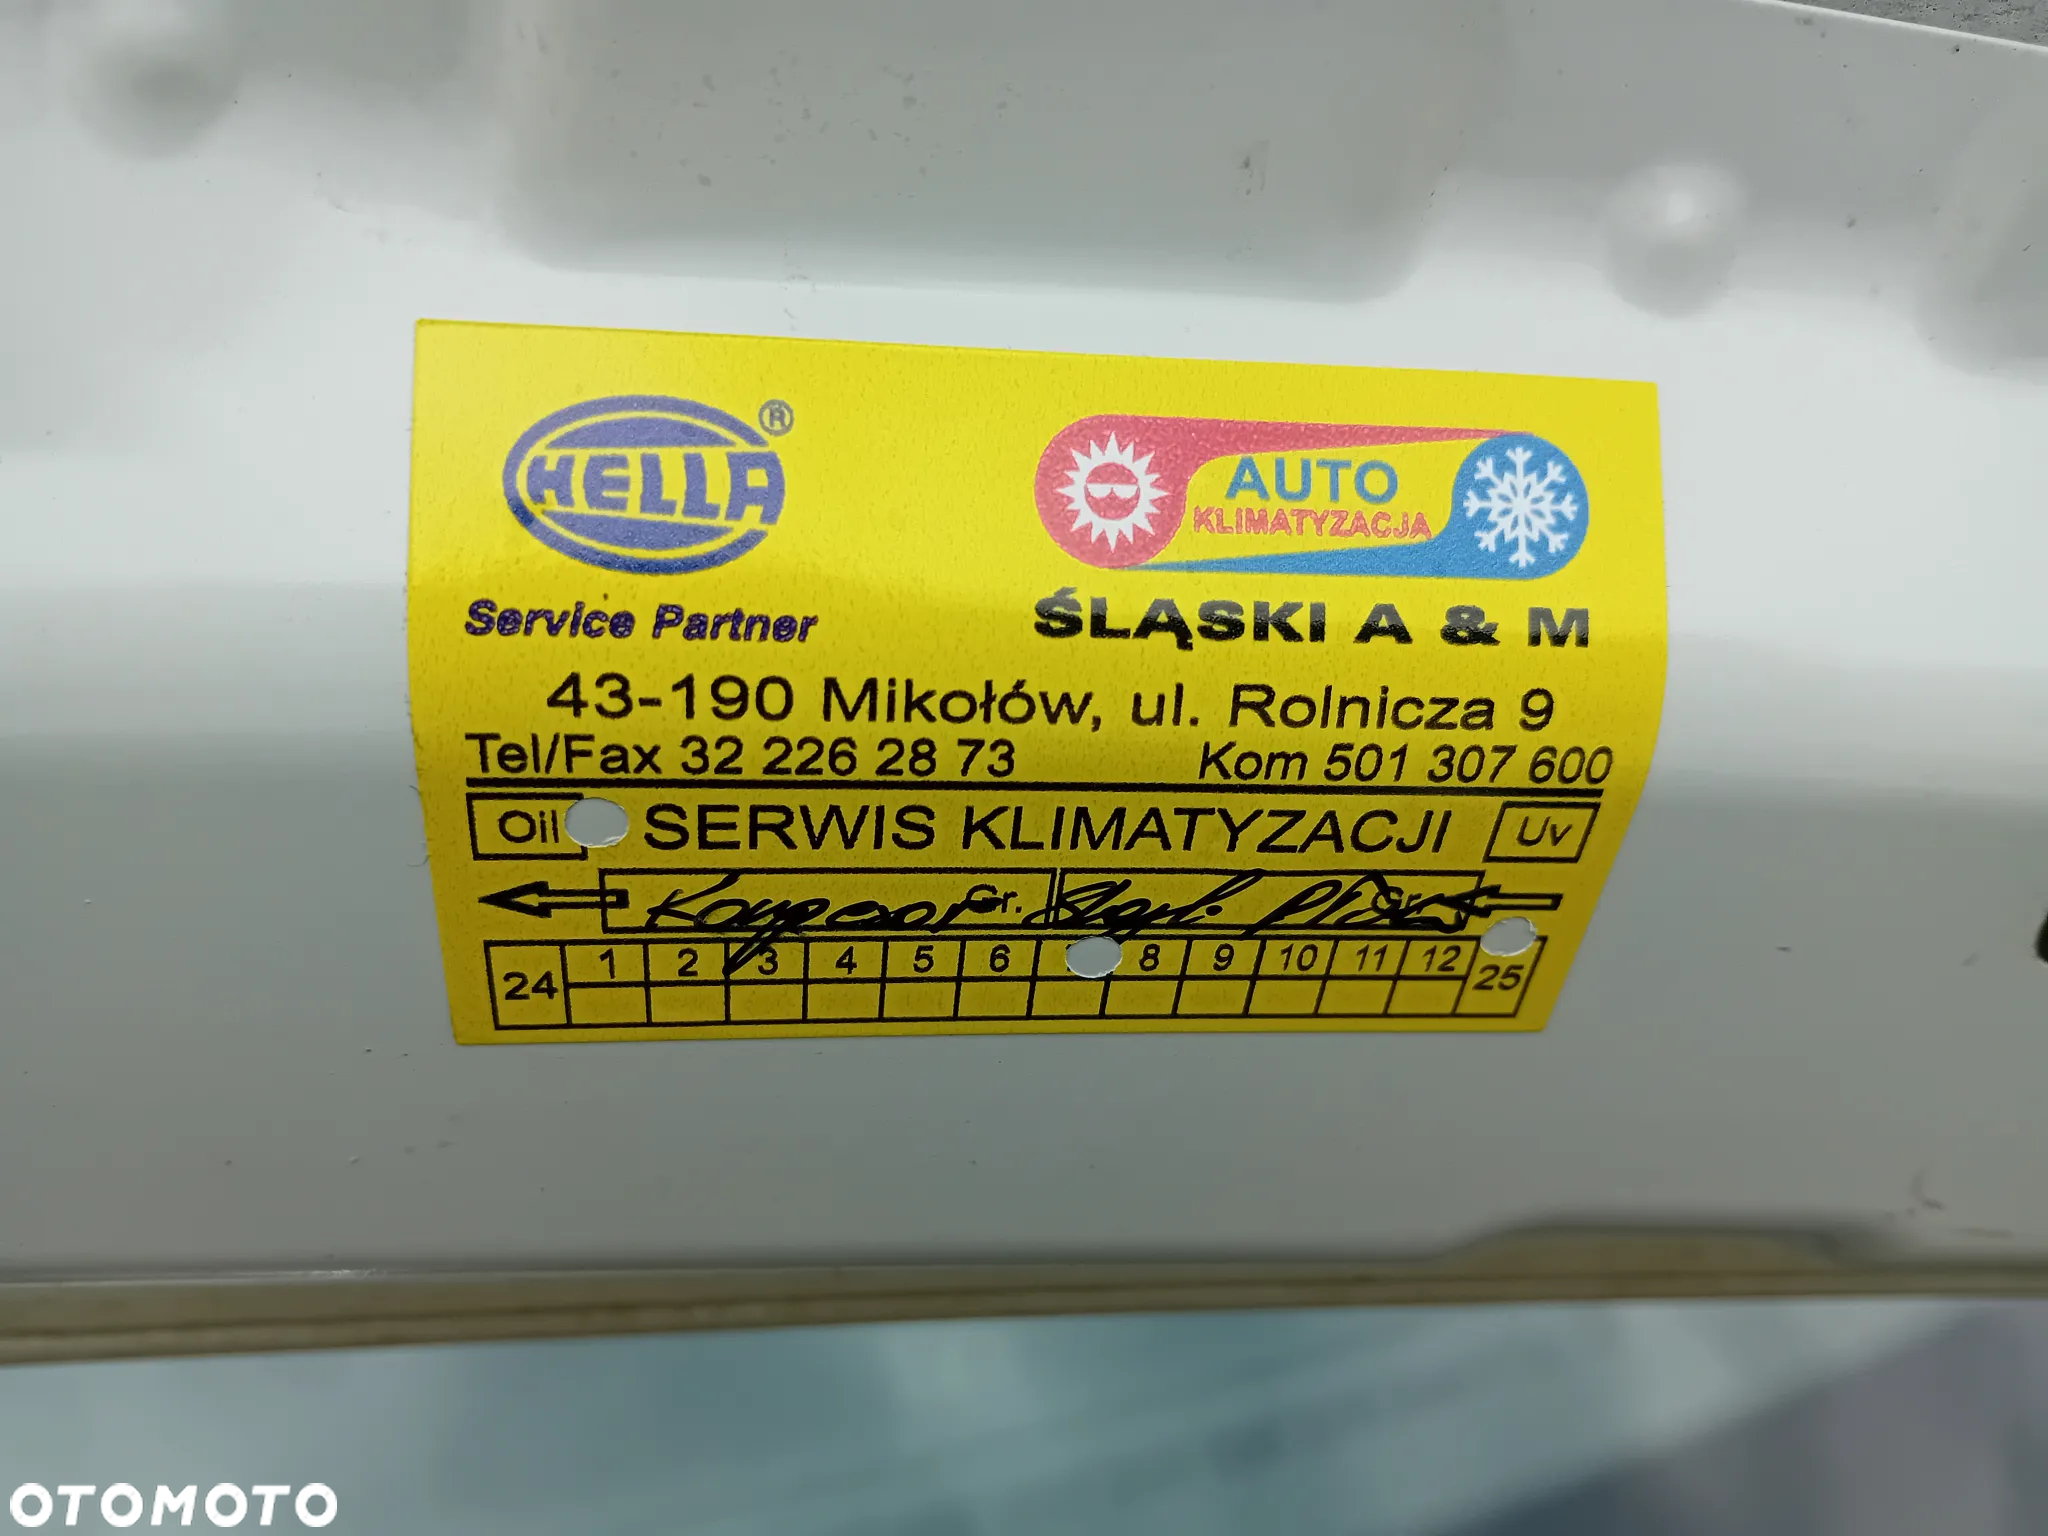 HELLA®
AUTO
KLIMATYZACJA
Service Partner
ŚLĄSKI A & M
43-190 Mikołów, ul. Rolnicza 9
Tel/Fax 32 226 28 73 Kom 501 307 600
Oil SERWIS KLIMATYZACJI Uv
Gr. Gr.
24 1 2 3 4 5 6 8 9 10 11 12 25
OTOMOTO